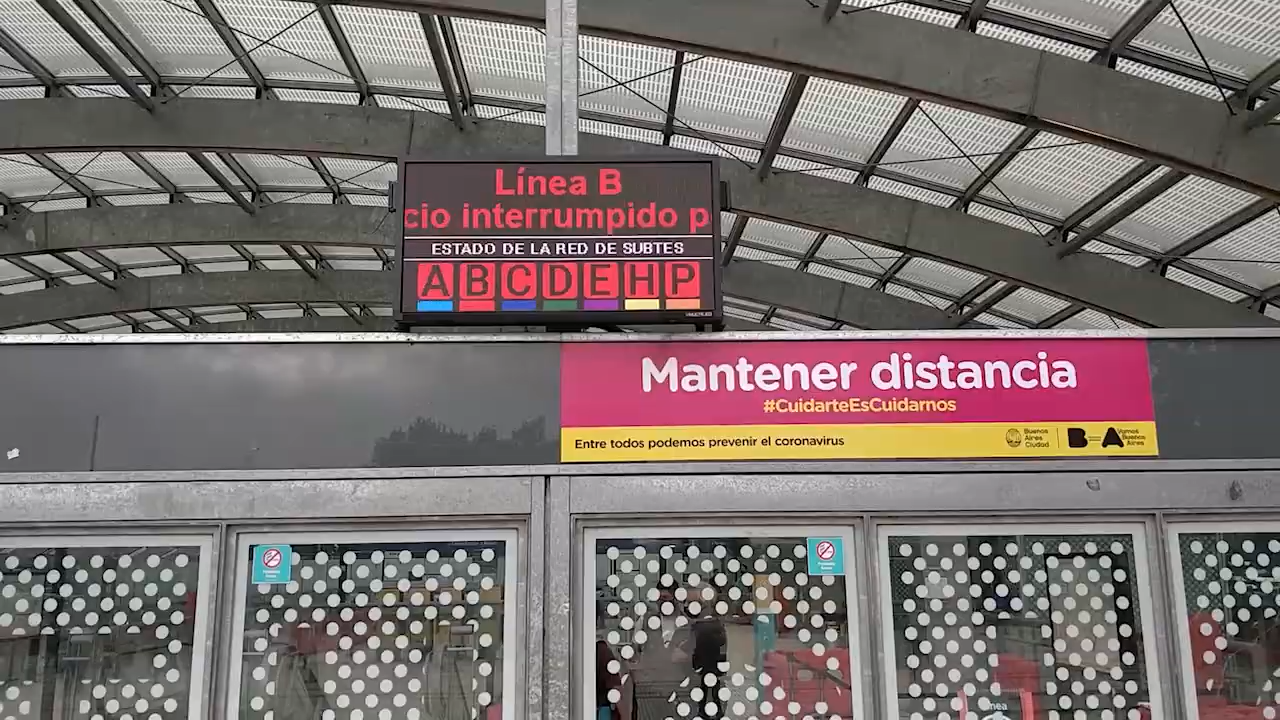 Línea B
cio interrumpido p
ESTADO DE LA RED DE SUBTES
A B C D E H P
Mantener distancia
#CuidarteEsCuidarnos
Entre todos podemos prevenir el coronavirus
Buenos
Aires
Ciudad
BA
Vamos
Buenos
Aires